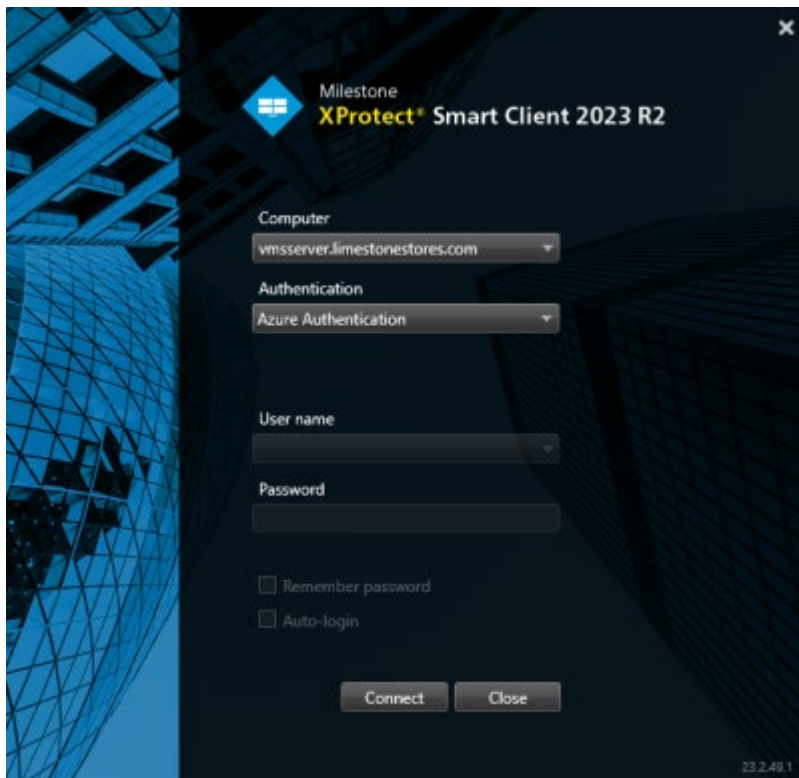 Milestone
XProtect® Smart Client 2023 R2
Computer
vmsserver.limestonestores.com
Authentication
Azure Authentication
User name
Password
Remember password
Auto-login
Connect Close
23.2.49.1